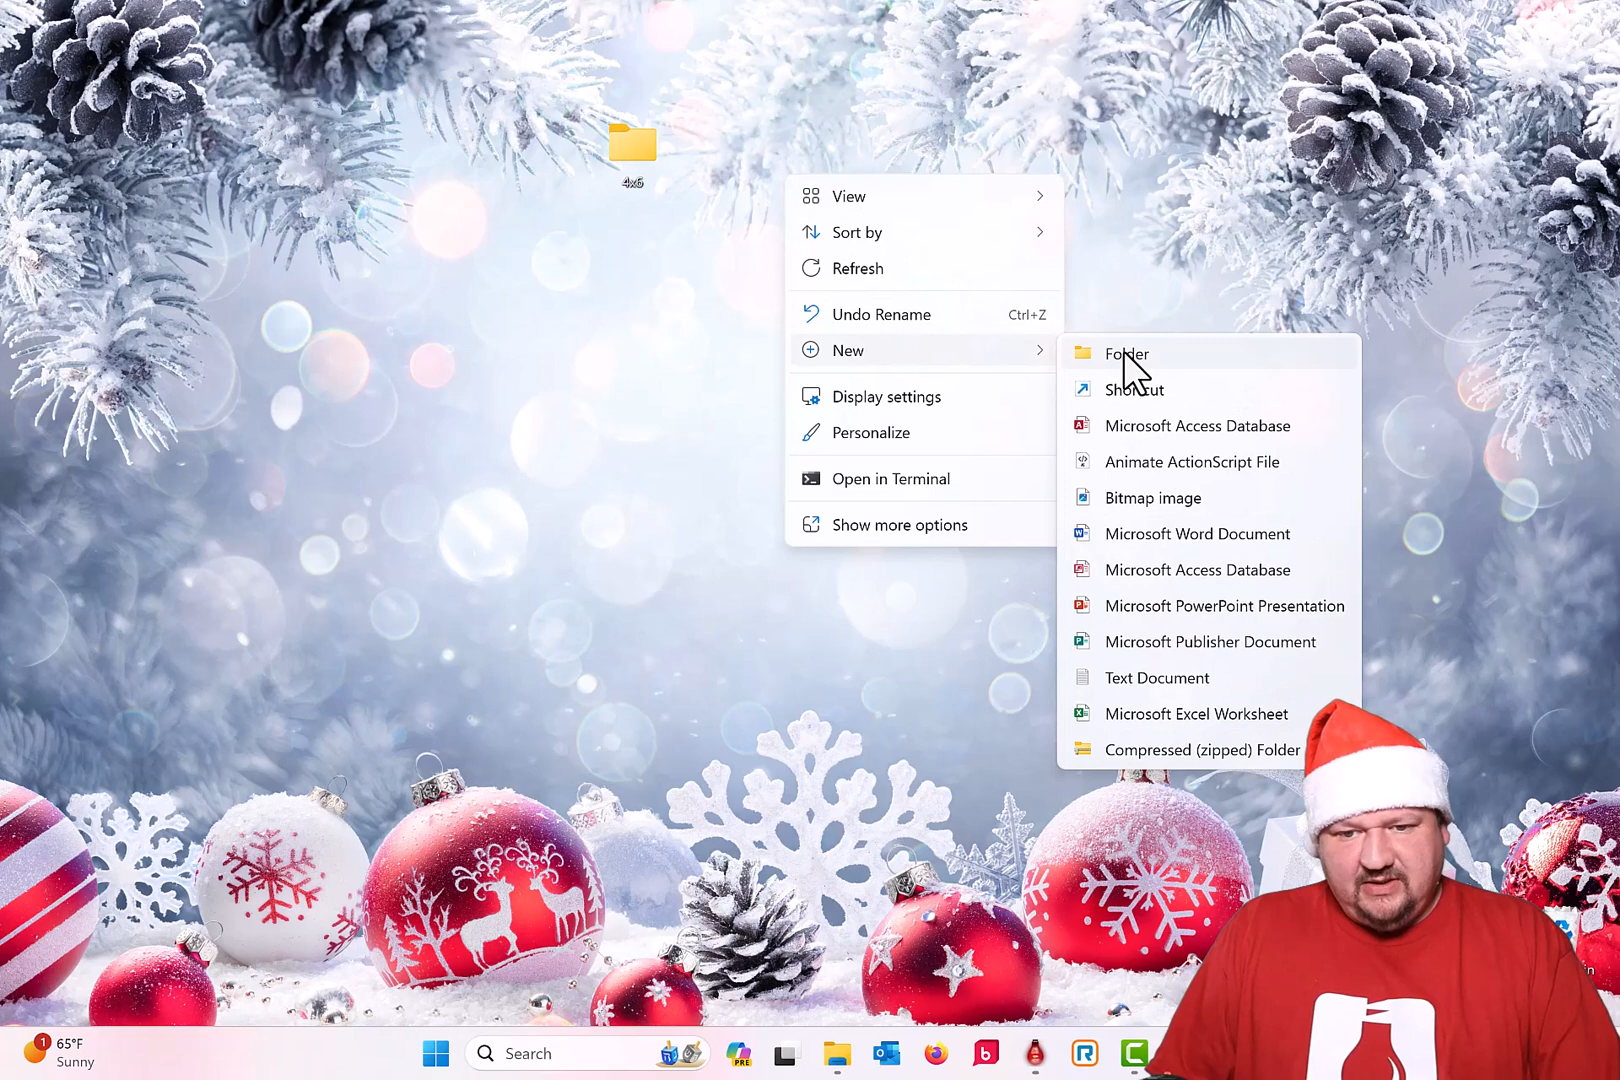 4x6
View
Sort by
Refresh
Undo Rename Ctrl+Z
New
Display settings
Personalize
Open in Terminal
Show more options
Folder
Shortcut
Microsoft Access Database
Animate ActionScript File
Bitmap image
Microsoft Word Document
Microsoft Access Database
Microsoft PowerPoint Presentation
Microsoft Publisher Document
Text Document
Microsoft Excel Worksheet
Compressed (zipped) Folder
1
65°F
Sunny
Search
PRE
b
R
C